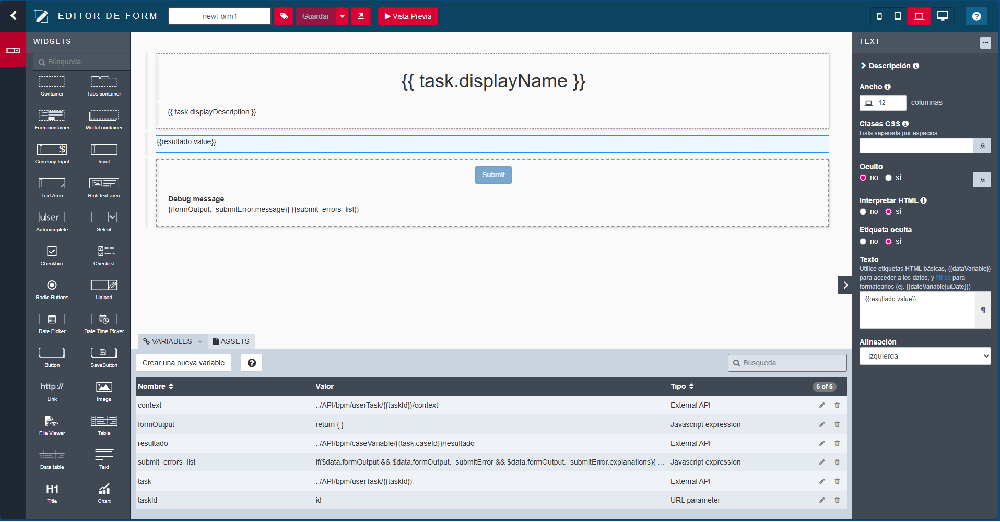 EDITOR DE FORM
newForm1
Guardar
Vista Previa
WIDGETS
Búsqueda
Container
Tabs container
Form container
Modal container
$
Currency Input
Input
Text Area
Rich text area
user
Autocomplete
Select
Checkbox
Checklist
Radio Buttons
Upload
Date Picker
Date Time Picker
Button
SaveButton
http://
Link
Image
File Viewer
Table
Data table
Text
H1
Title
Chart
{{ task.displayName }}
{{ task.displayDescription }}
{{resultado.value}}
Submit
Debug message
{{formOutput._submitError.message}} {{submit_errors_list}}
VARIABLES
ASSETS
Crear una nueva variable
Búsqueda
Nombre Valor Tipo 6 of 6
context ../API/bpm/userTask/{{taskId}}/context External API
formOutput return { } Javascript expression
resultado ../API/bpm/caseVariable/{{task.caseId}}/resultado External API
submit_errors_list if($data.formOutput && $data.formOutput._submitError && $data.formOutput._submitError.explanations){ ... Javascript expression
task ../API/bpm/userTask/{{taskId}} External API
taskId id URL parameter
TEXT
Descripción
Ancho
12 columnas
Clases CSS
Lista separada por espacios
fx
Oculto
no sí
fx
Interpretar HTML
no sí
Etiqueta oculta
no sí
Texto
Utilice etiquetas HTML básicas, {{dataVariable}}
para acceder a los datos, y filtros para
formatearlos (ej. {{dateVariable|uiDate}})
{{resultado.value}}
¶
Alineación
izquierda